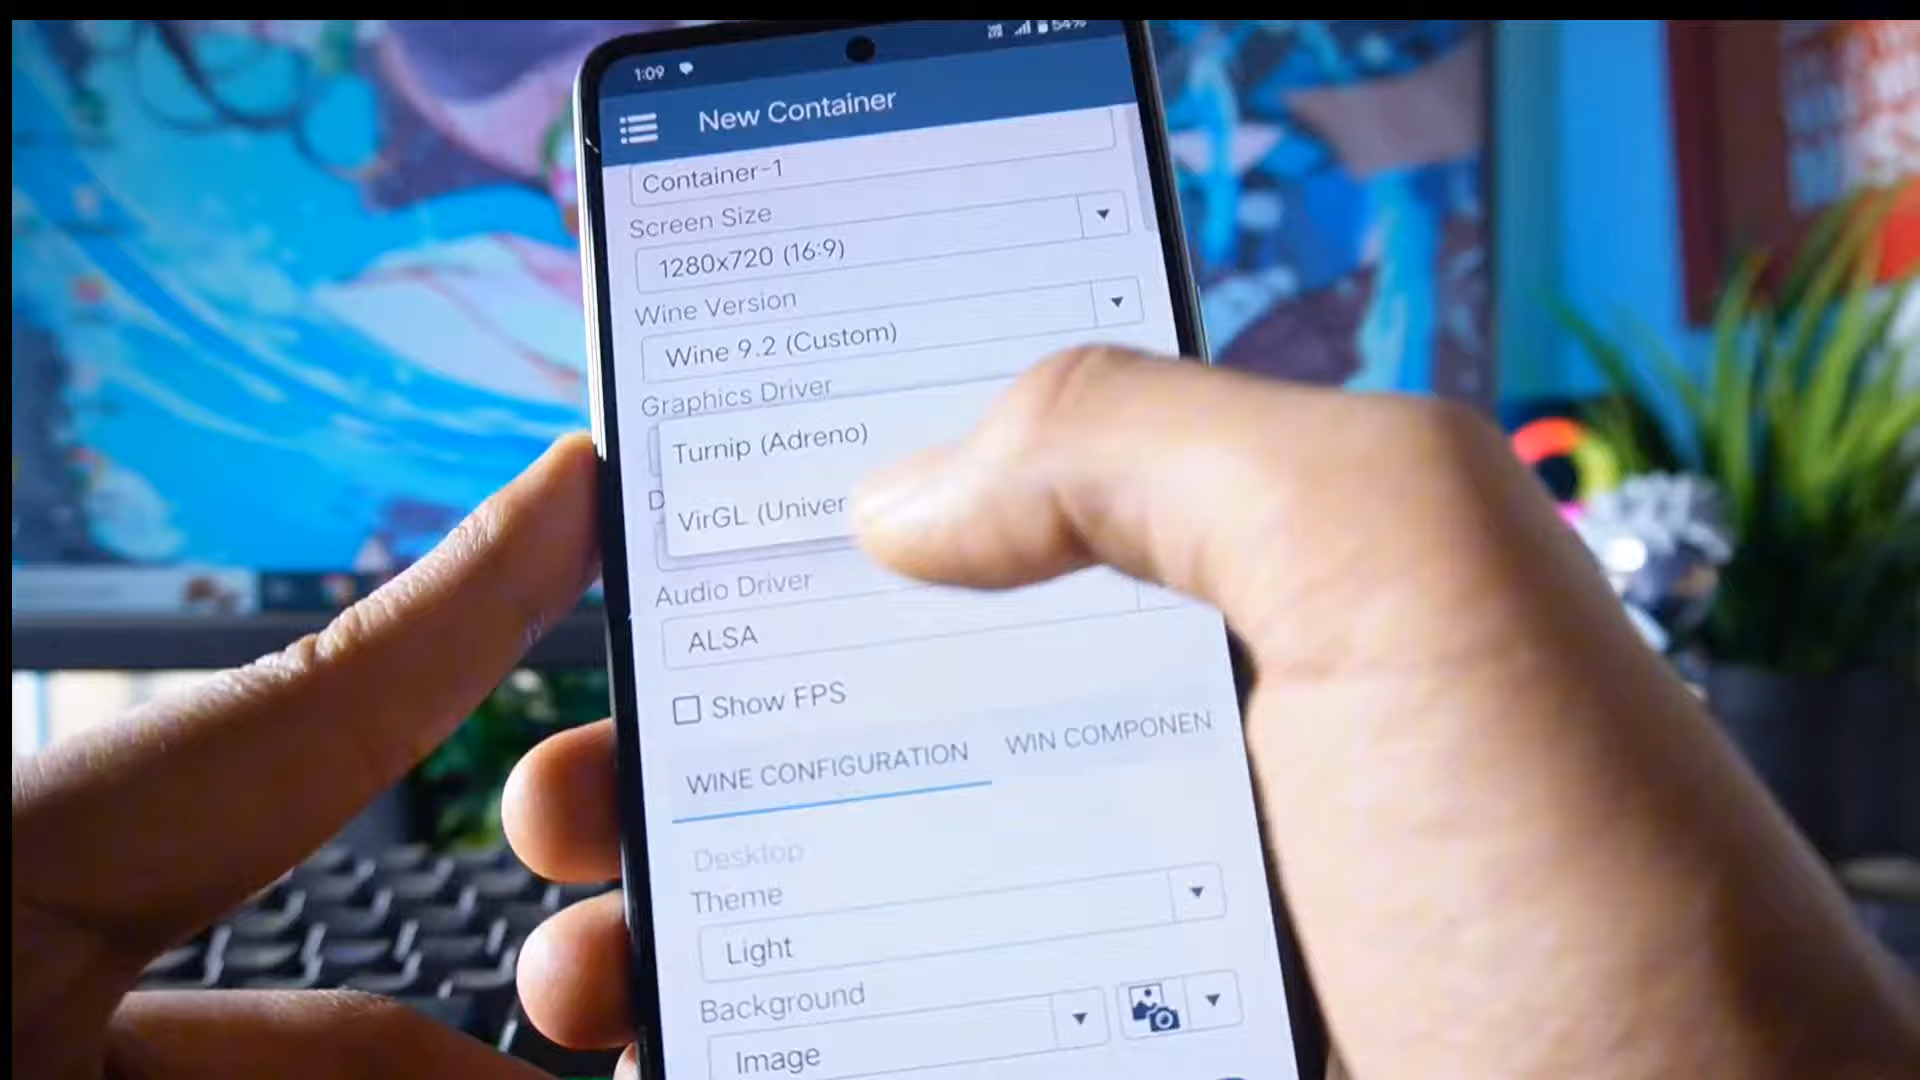 1:09 54%
New Container
Container-1
Screen Size
1280x720 (16:9)
Wine Version
Wine 9.2 (Custom)
Graphics Driver
Turnip (Adreno)
D
VirGL (Univer
Audio Driver
ALSA
Show FPS
WINE CONFIGURATION WIN COMPONEN
Desktop
Theme
Light
Background
Image